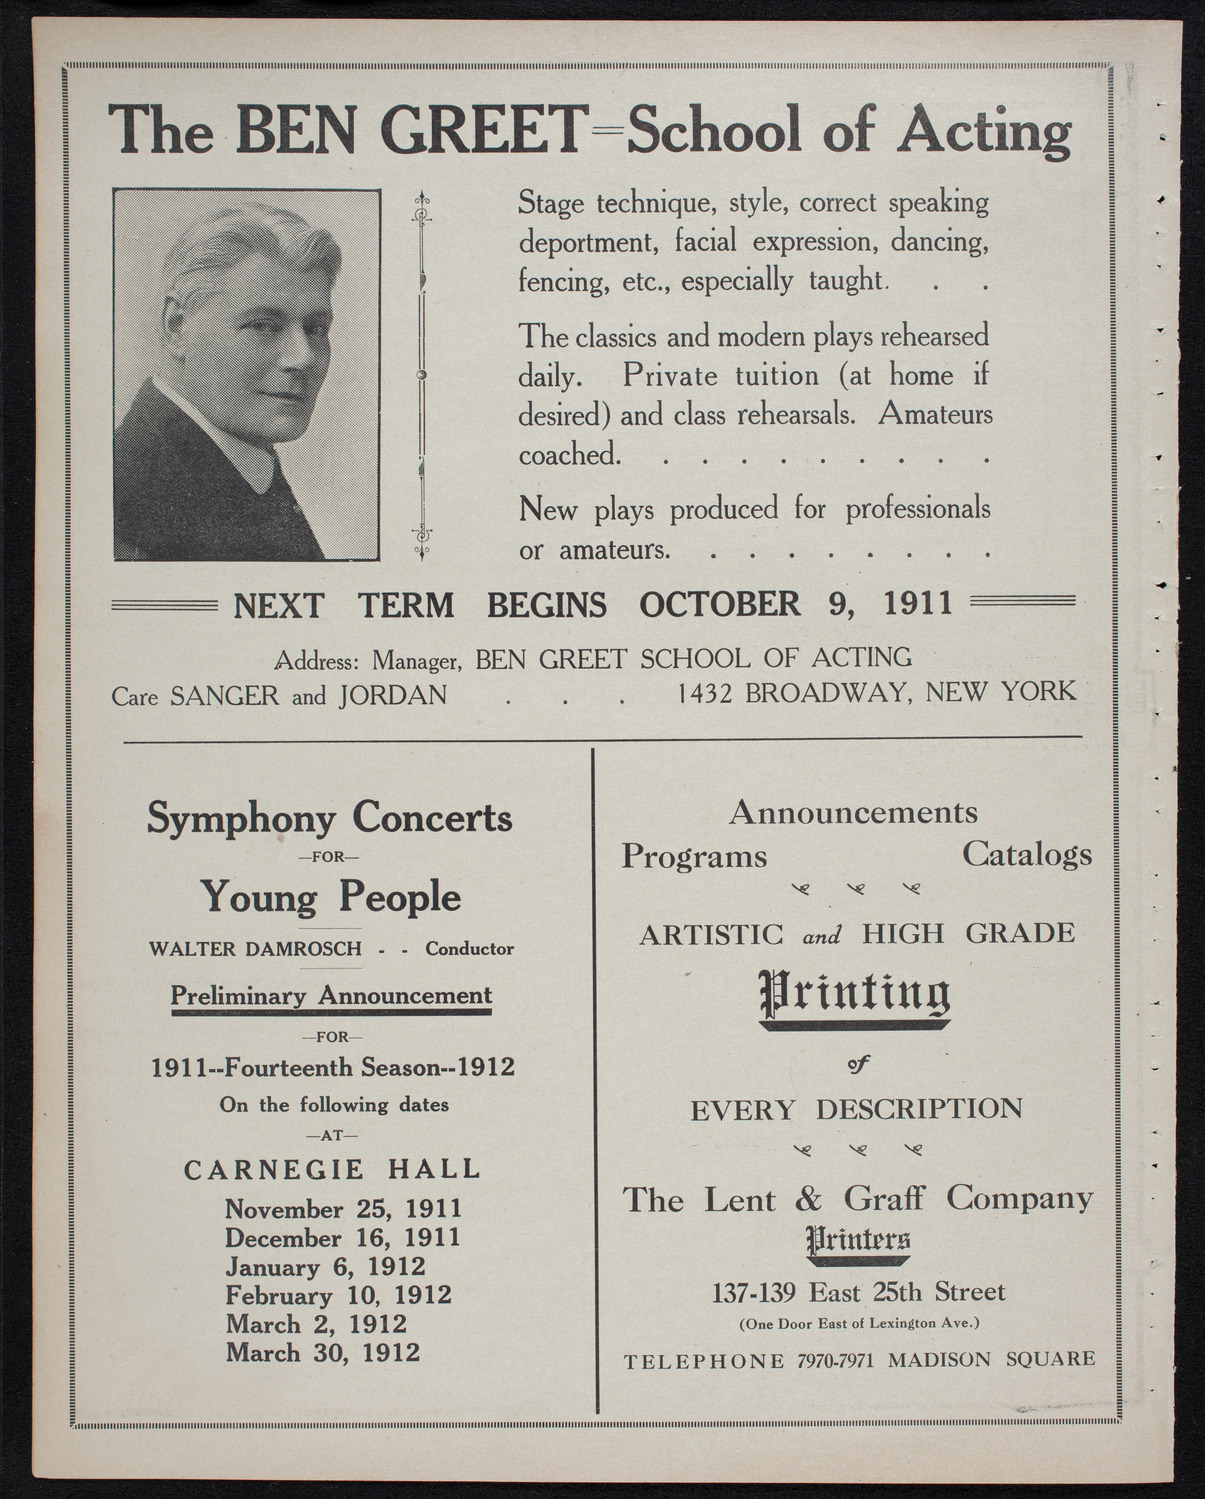 The BEN GREET=School of Acting
Stage technique, style, correct speaking
deportment, facial expression, dancing,
fencing, etc., especially taught. . .
The classics and modern plays rehearsed
daily. Private tuition (at home if
desired) and class rehearsals. Amateurs
coached. . . . . . . . . .
New plays produced for professionals
or amateurs. . . . . . . . .
NEXT TERM BEGINS OCTOBER 9, 1911
Address: Manager, BEN GREET SCHOOL OF ACTING
Care SANGER and JORDAN . . . 1432 BROADWAY, NEW YORK
Symphony Concerts
—FOR—
Young People
WALTER DAMROSCH - - Conductor
Preliminary Announcement
—FOR—
1911--Fourteenth Season--1912
On the following dates
—AT—
CARNEGIE HALL
November 25, 1911
December 16, 1911
January 6, 1912
February 10, 1912
March 2, 1912
March 30, 1912
Announcements
Programs Catalogs
ARTISTIC and HIGH GRADE
Printing
of
EVERY DESCRIPTION
The Lent & Graff Company
Printers
137-139 East 25th Street
(One Door East of Lexington Ave.)
TELEPHONE 7970-7971 MADISON SQUARE